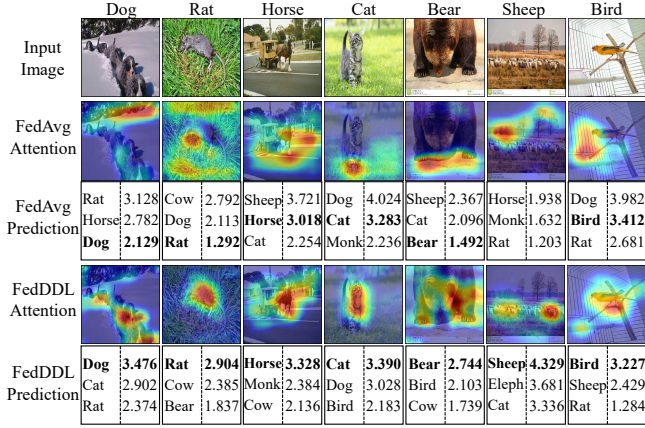 Dog Rat Horse Cat Bear Sheep Bird
Input
Image
FedAvg
Attention
Rat 3.128 Cow 2.792 Sheep 3.721 Dog 4.024 Sheep 2.367 Horse 1.938 Dog 3.982
FedAvg
Prediction
Horse 2.782 Dog 2.113 Horse 3.018 Cat 3.283 Cat 2.096 Monk 1.632 Bird 3.412
Dog 2.129 Rat 1.292 Cat 2.254 Monk 2.236 Bear 1.492 Rat 1.203 Rat 2.681
FedDDL
Attention
Dog 3.476 Rat 2.904 Horse 3.328 Cat 3.390 Bear 2.744 Sheep 4.329 Bird 3.227
FedDDL
Prediction
Cat 2.902 Cow 2.385 Monk 2.384 Dog 3.028 Bird 2.103 Eleph 3.681 Sheep 2.429
Rat 2.374 Bear 1.837 Cow 2.136 Bird 2.183 Cow 1.739 Cat 3.336 Rat 1.284